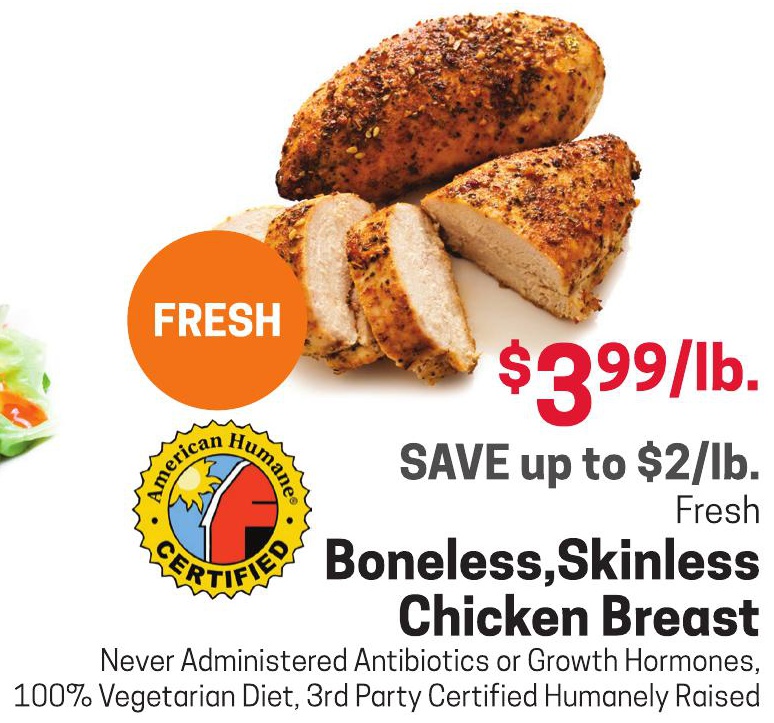 FRESH
$3 99/lb.
SAVE up to $2/lb.
American Humane®
CERTIFIED
Fresh
Boneless,Skinless
Chicken Breast
Never Administered Antibiotics or Growth Hormones,
100% Vegetarian Diet, 3rd Party Certified Humanely Raised